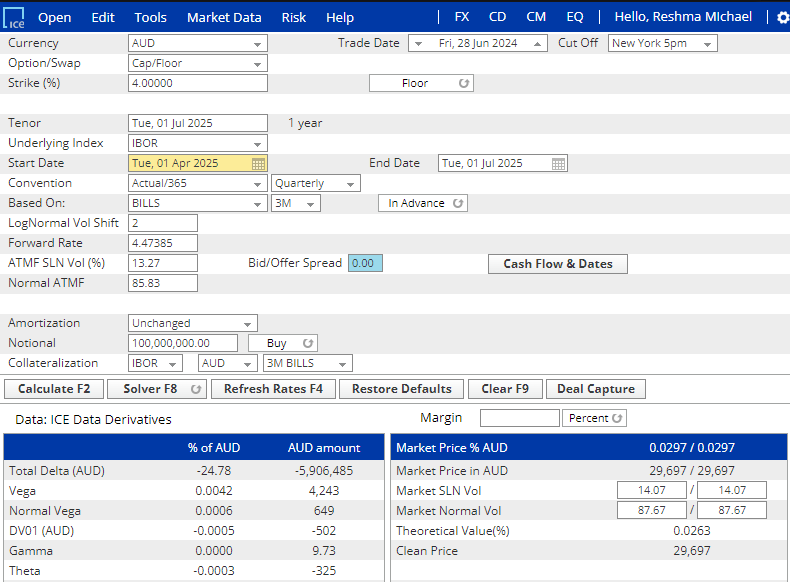 ICE Open Edit Tools Market Data Risk Help FX CD CM EQ Hello, Reshma MIchael
Currency AUD Trade Date Fri, 28 Jun 2024 Cut Off New York 5pm
Option/Swap Cap/Floor
Strike (%) 4.00000 Floor
Tenor Tue, 01 Jul 2025 1 year
Underlying Index IBOR
Start Date Tue, 01 Apr 2025 End Date Tue, 01 Jul 2025
Convention Actual/365 Quarterly
Based On: BILLS 3M In Advance
LogNormal Vol Shift 2
Forward Rate 4.47385
ATMF SLN Vol (%) 13.27 Bid/Offer Spread 0.00 Cash Flow & Dates
Normal ATMF 85.83
Amortization Unchanged
Notional 100,000,000.00 Buy
Collateralization IBOR AUD 3M BILLS
Calculate F2 Solver F8 Refresh Rates F4 Restore Defaults Clear F9 Deal Capture
Data: ICE Data Derivatives Margin Percent
% of AUD AUD amount Market Price % AUD 0.0297 / 0.0297
Total Delta (AUD) -24.78 -5,906,485 Market Price in AUD 29,697 / 29,697
Vega 0.0042 4,243 Market SLN Vol 14.07 / 14.07
Normal Vega 0.0006 649 Market Normal Vol 87.67 / 87.67
DV01 (AUD) -0.0005 -502 Theoretical Value(%) 0.0263
Gamma 0.0000 9.73 Clean Price 29,697
Theta -0.0003 -325